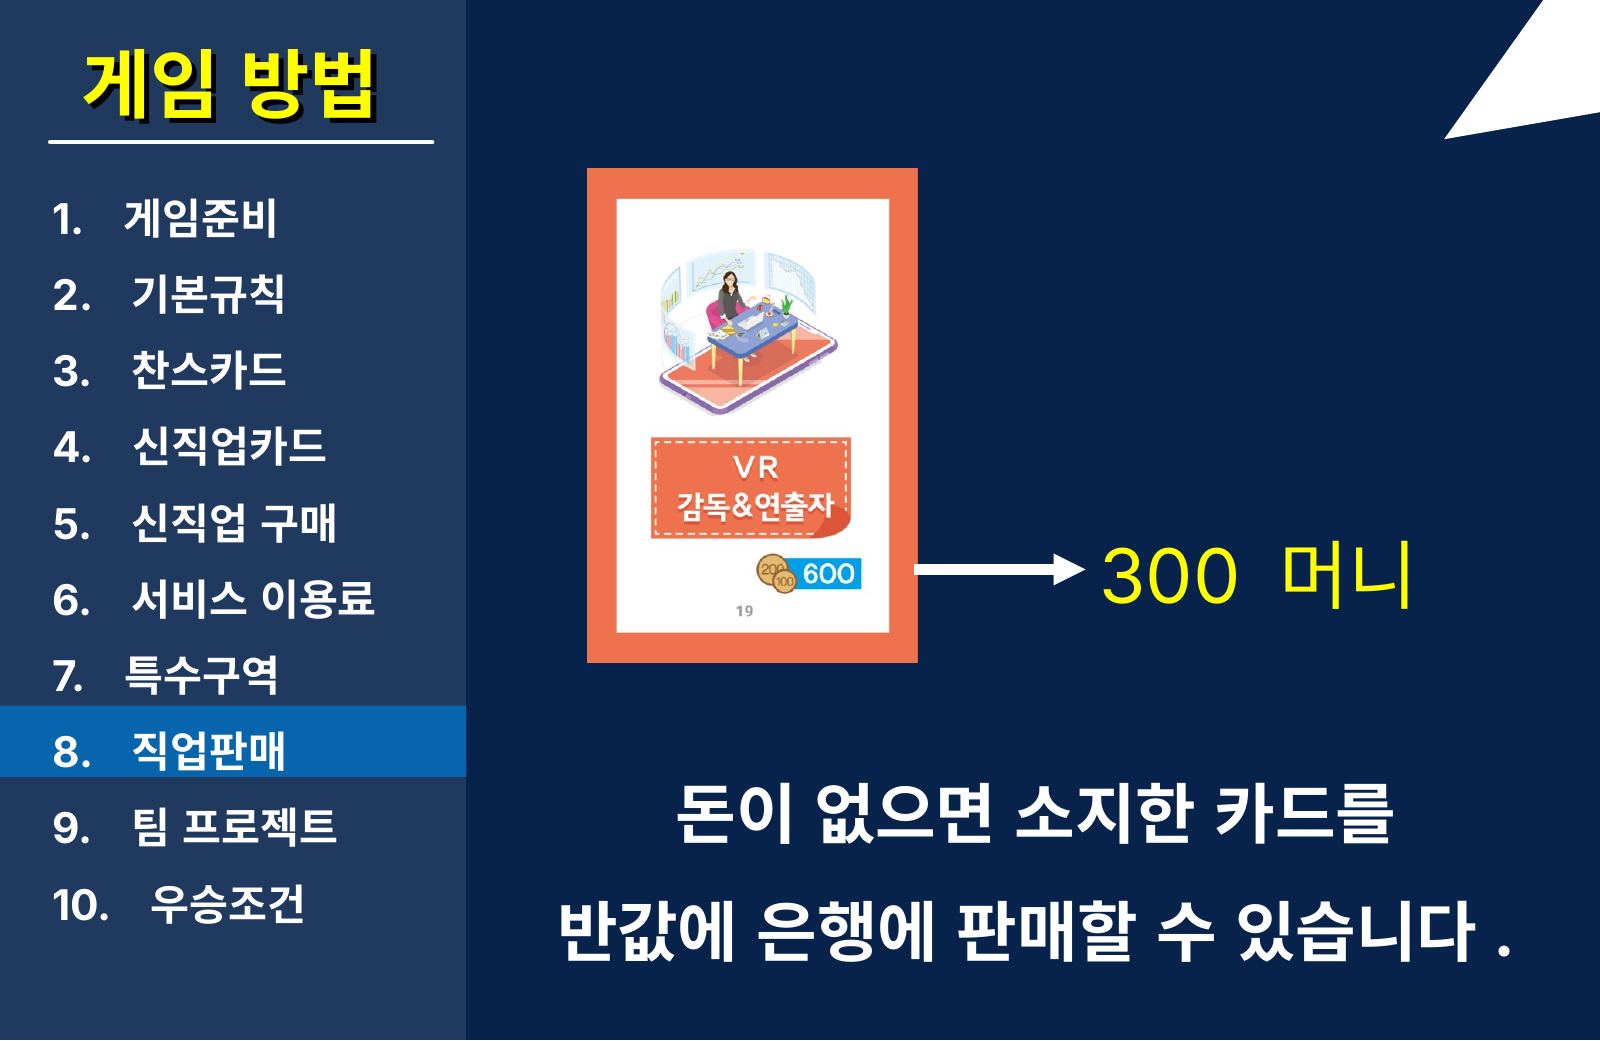 게임 방법
1. 게임준비
2. 기본규칙
3. 찬스카드
4. 신직업카드
5. 신직업 구매
6. 서비스 이용료
7. 특수구역
8. 직업판매
9. 팀 프로젝트
10. 우승조건
VR
감독&연출자
200
100
600
19
300 머니
돈이 없으면 소지한 카드를
반값에 은행에 판매할 수 있습니다 .